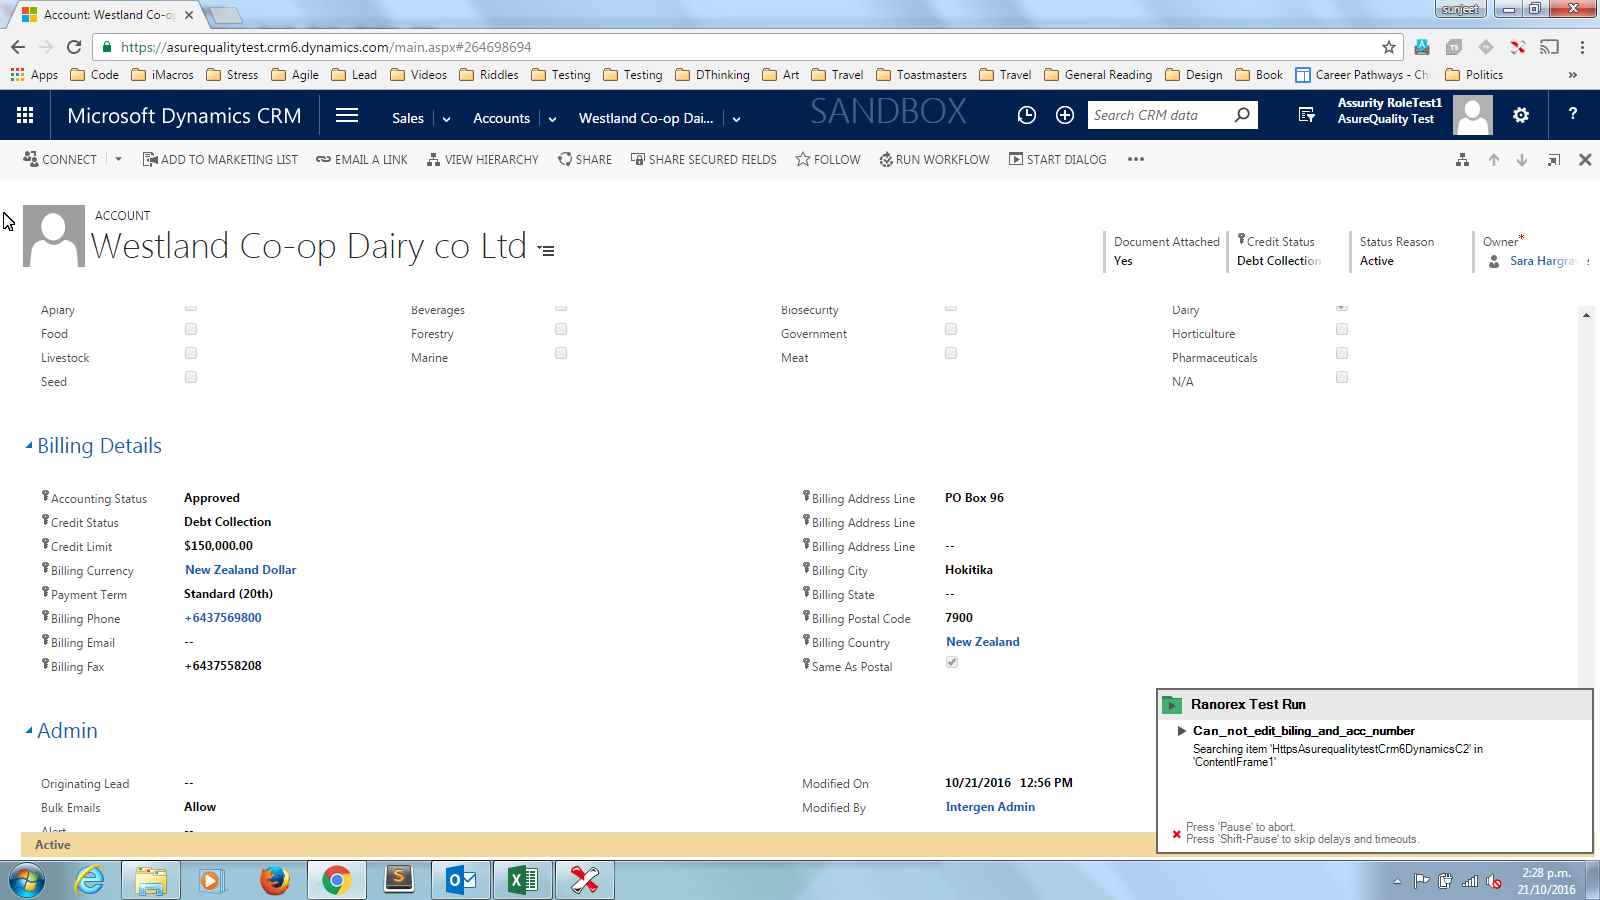 Account: Westland Co-op
sunjeet
https://asurequalitytest.crm6.dynamics.com/main.aspx#264698694
Apps Code iMacros Stress Agile Lead Videos Riddles Testing Testing DThinking Art Travel Toastmasters Travel General Reading Design Book Career Pathways - Ch Politics »
Microsoft Dynamics CRM Sales Accounts Westland Co-op Dai... SANDBOX Search CRM data
Assurity RoleTest1
AsureQuality Test
?
CONNECT ADD TO MARKETING LIST EMAIL A LINK VIEW HIERARCHY SHARE SHARE SECURED FIELDS FOLLOW RUN WORKFLOW START DIALOG •••
ACCOUNT
Westland Co-op Dairy co Ltd
Document Attached Credit Status Status Reason Owner*
Yes Debt Collection Active Sara Hargra
Apiary Beverages Biosecurity Dairy
Food Forestry Government Horticulture
Livestock Marine Meat Pharmaceuticals
Seed N/A
Billing Details
Accounting Status Approved Billing Address Line PO Box 96
Credit Status Debt Collection Billing Address Line
Credit Limit $150,000.00 Billing Address Line --
Billing Currency New Zealand Dollar Billing City Hokitika
Payment Term Standard (20th) Billing State --
Billing Phone +6437569800 Billing Postal Code 7900
Billing Email -- Billing Country New Zealand
Billing Fax +6437558208 Same As Postal
Admin
Originating Lead -- Modified On 10/21/2016 12:56 PM
Bulk Emails Allow Modified By Intergen Admin
Alert --
Active
Ranorex Test Run
Can_not_edit_biling_and_acc_number
Searching item 'HttpsAsurequalitytestCrm6DynamicsC2' in
'ContentIFrame1'
Press 'Pause' to abort.
Press 'Shift-Pause' to skip delays and timeouts.
2:28 p.m.
21/10/2016